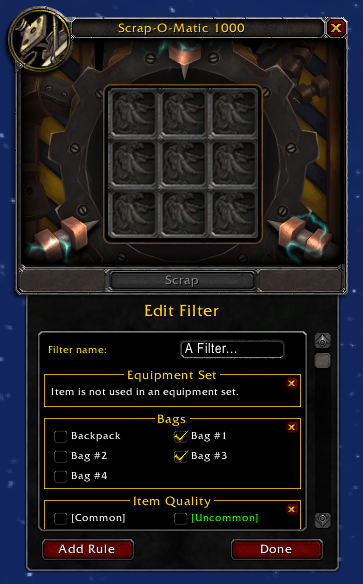 Scrap-O-Matic 1000
Scrap
Edit Filter
Filter name: A Filter...
Equipment Set
Item is not used in an equipment set.
Bags
Backpack Bag #1
Bag #2 Bag #3
Bag #4
Item Quality
[Common] [Uncommon]
Add Rule Done